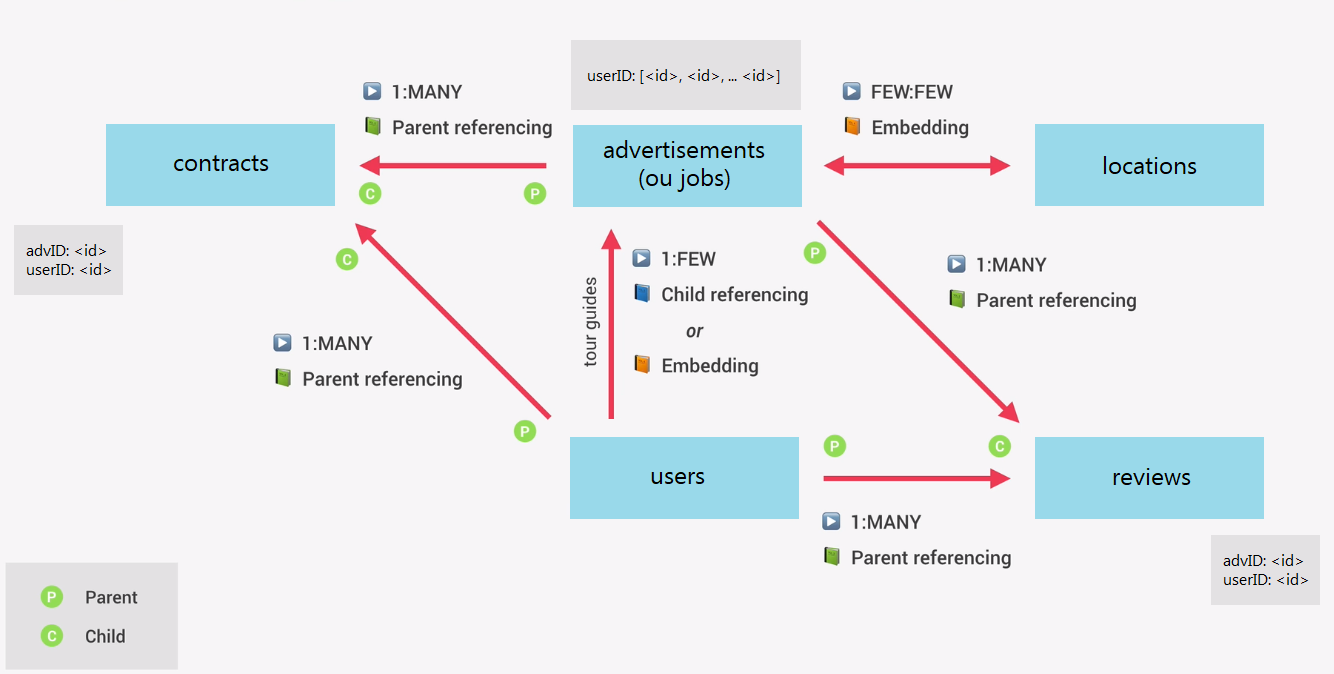 userID: [<id>, <id>, ... <id>]
1:MANY
Parent referencing
FEW:FEW
Embedding
contracts
advertisements
(ou jobs)
locations
C
P
advID: <id>
userID: <id>
C
1:MANY
Parent referencing
P
tour guides
1:FEW
Child referencing
or
Embedding
P
1:MANY
Parent referencing
users
P
C
reviews
1:MANY
Parent referencing
advID: <id>
userID: <id>
P Parent
C Child